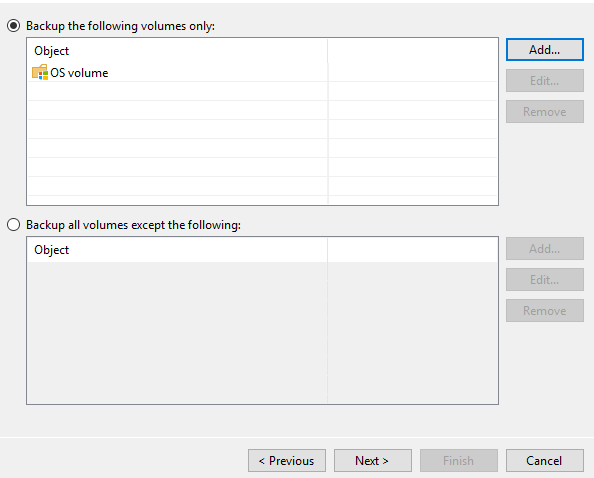 Backup the following volumes only:
Object
OS volume
Add...
Edit...
Remove
Backup all volumes except the following:
Object
Add...
Edit...
Remove
< Previous
Next >
Finish
Cancel